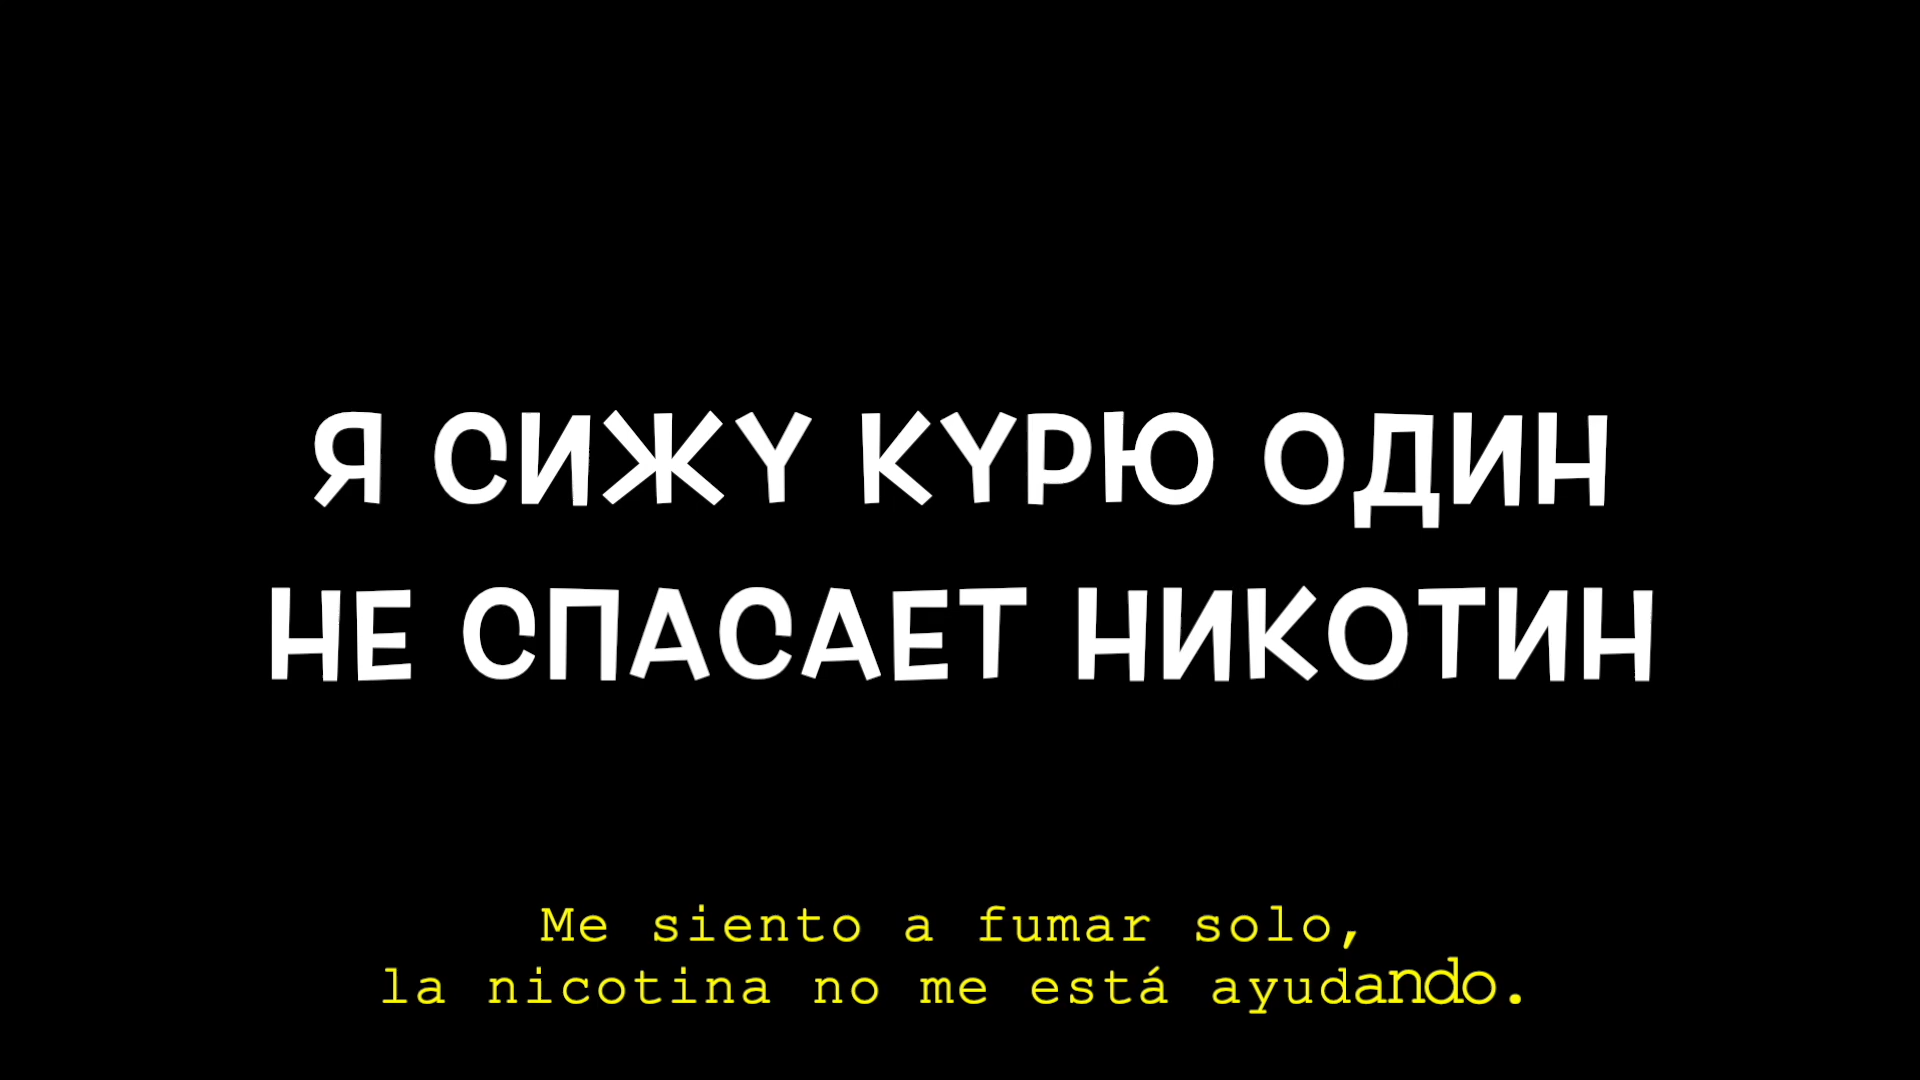 Я СИЖУ КУРЮ ОДИН
НЕ СПАСАЕТ НИКОТИН
Me siento a fumar solo,
la nicotina no me está ayudando.